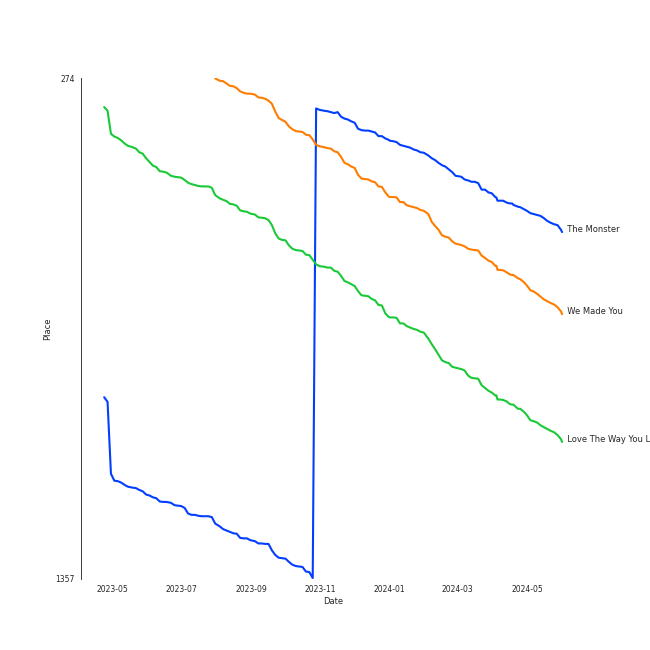 274
The Monster
We Made You
Place
Love The Way You L
1357
2023-05 2023-07 2023-09 2023-11 2024-01 2024-03 2024-05
Date